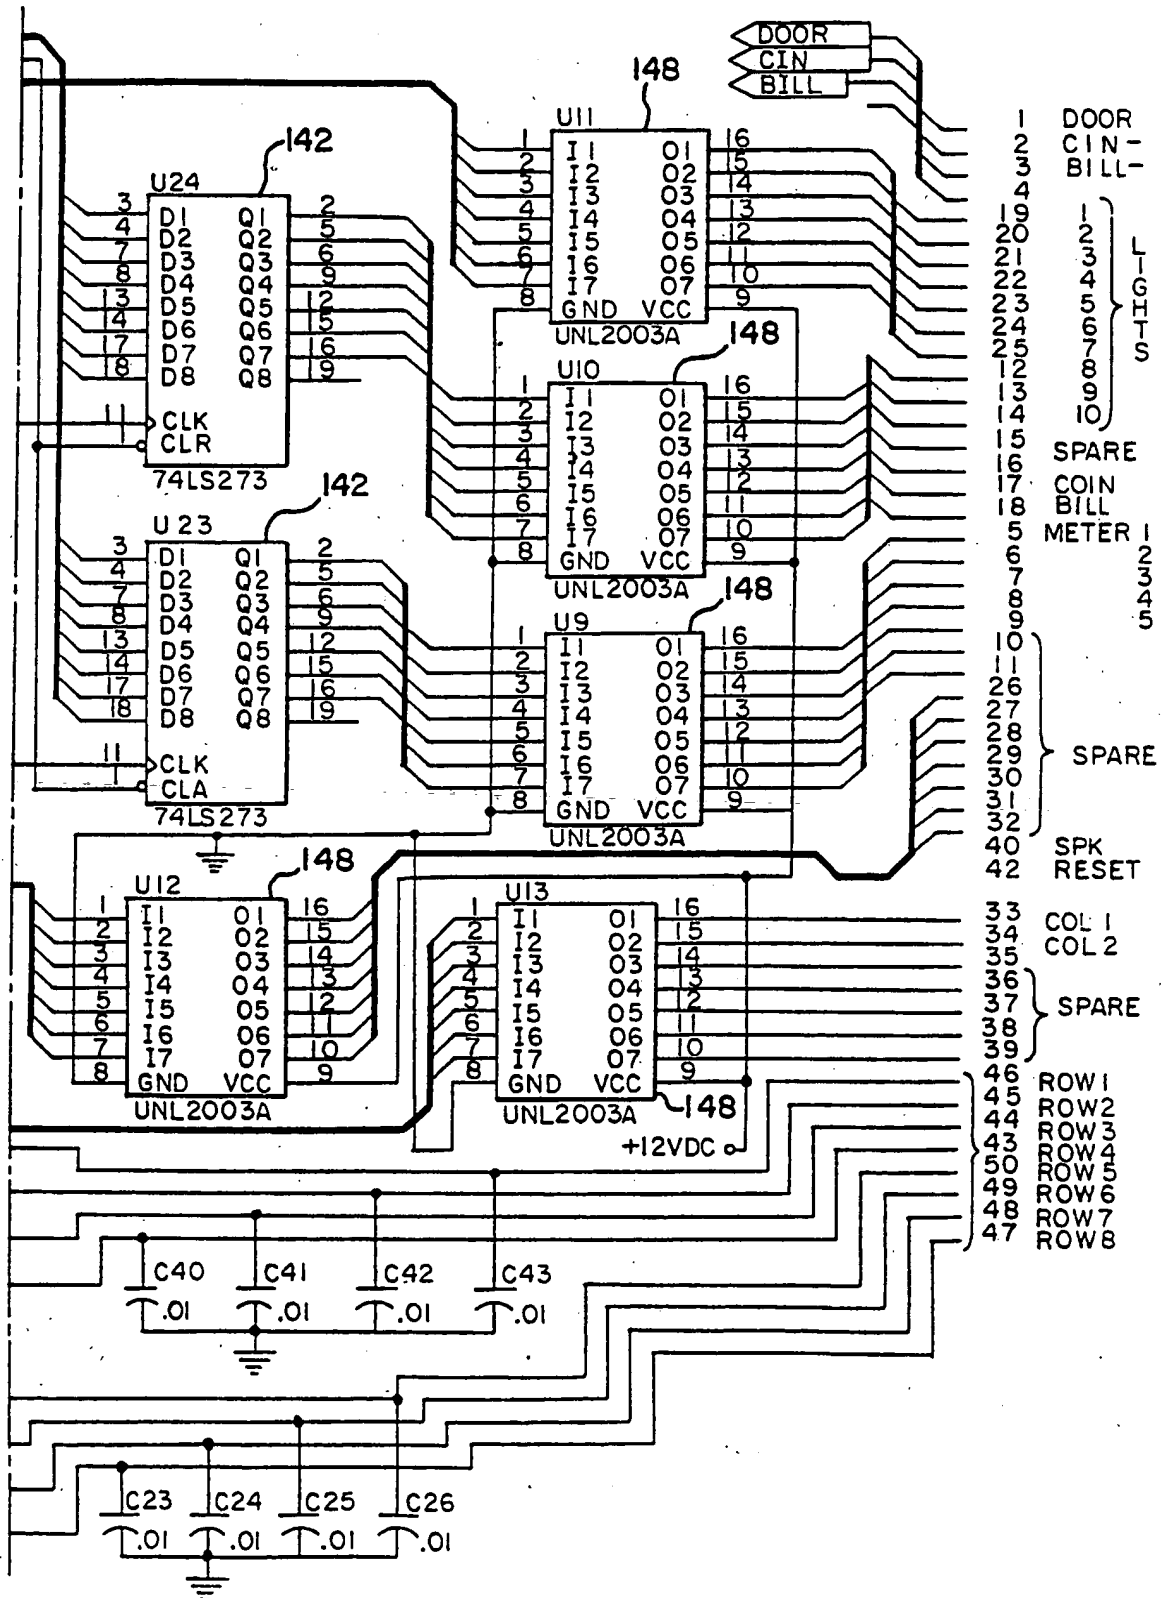 DOOR
CIN
BILL
1 DOOR
2 CIN-
3 BILL-
4
19 1
20 2
21 3
22 4
23 5
24 6
25 7
12 8
13 9
14 10
LIGHTS
15 SPARE
16
17 COIN
18 BILL
5 METER 1
6 2
7 3
8 4
9 5
10
11
26
27
28
29
30
31
32
SPARE
40 SPK
42 RESET
33 COL 1
34 COL 2
35
36
37
38
39
SPARE
46 ROW1
45 ROW2
44 ROW3
43 ROW4
50 ROW5
49 ROW6
48 ROW7
47 ROW8
148
U11
1 I1 O1 16
2 I2 O2 15
3 I3 O3 14
4 I4 O4 13
5 I5 O5 12
6 I6 O6 11
7 I7 O7 10
8 GND VCC 9
UNL2003A
142
U24
3 D1 Q1 2
4 D2 Q2 5
7 D3 Q3 6
8 D4 Q4 9
13 D5 Q5 12
14 D6 Q6 15
17 D7 Q7 16
18 D8 Q8 19
11 CLK
1 CLR
74LS273
148
U10
1 I1 O1 16
2 I2 O2 15
3 I3 O3 14
4 I4 O4 13
5 I5 O5 12
6 I6 O6 11
7 I7 O7 10
8 GND VCC 9
UNL2003A
142
U23
3 D1 Q1 2
4 D2 Q2 5
7 D3 Q3 6
8 D4 Q4 9
13 D5 Q5 12
14 D6 Q6 15
17 D7 Q7 16
18 D8 Q8 19
11 CLK
1 CLA
74LS273
148
U9
1 I1 O1 16
2 I2 O2 15
3 I3 O3 14
4 I4 O4 13
5 I5 O5 12
6 I6 O6 11
7 I7 O7 10
8 GND VCC 9
UNL2003A
148
U12
1 I1 O1 16
2 I2 O2 15
3 I3 O3 14
4 I4 O4 13
5 I5 O5 12
6 I6 O6 11
7 I7 O7 10
8 GND VCC 9
UNL2003A
U13
1 I1 O1 16
2 I2 O2 15
3 I3 O3 14
4 I4 O4 13
5 I5 O5 12
6 I6 O6 11
7 I7 O7 10
8 GND VCC 9
UNL2003A
148
+12VDC
C40 .01
C41 .01
C42 .01
C43 .01
C23 .01
C24 .01
C25 .01
C26 .01